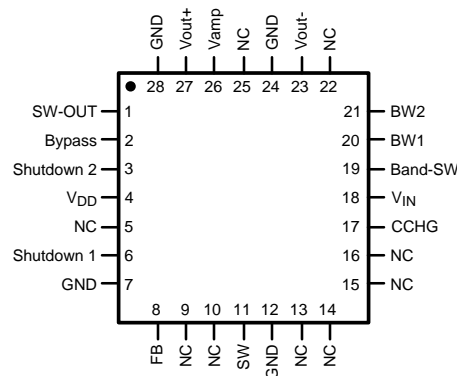 GND Vout+ Vamp NC GND Vout- NC
28 27 26 25 24 23 22
SW-OUT 1 21 BW2
Bypass 2 20 BW1
Shutdown 2 3 19 Band-SW
VDD 4 18 VIN
NC 5 17 CCHG
Shutdown 1 6 16 NC
GND 7 15 NC
8 9 10 11 12 13 14
FB NC NC SW GND NC NC